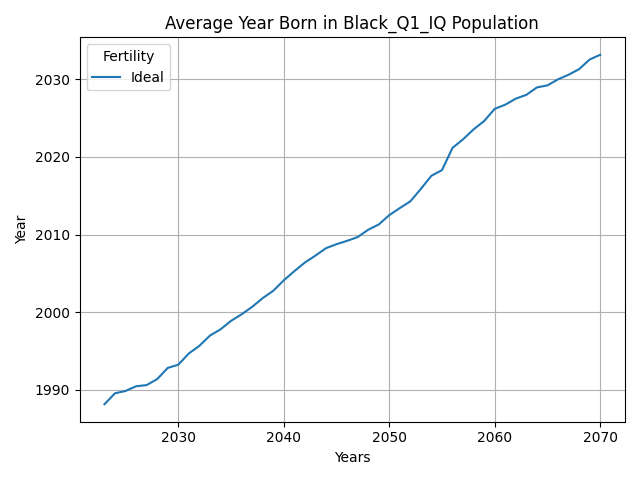 Average Year Born in Black_Q1_IQ Population
Fertility
Ideal
Year
2030
2020
2010
2000
1990
2030 2040 2050 2060 2070
Years